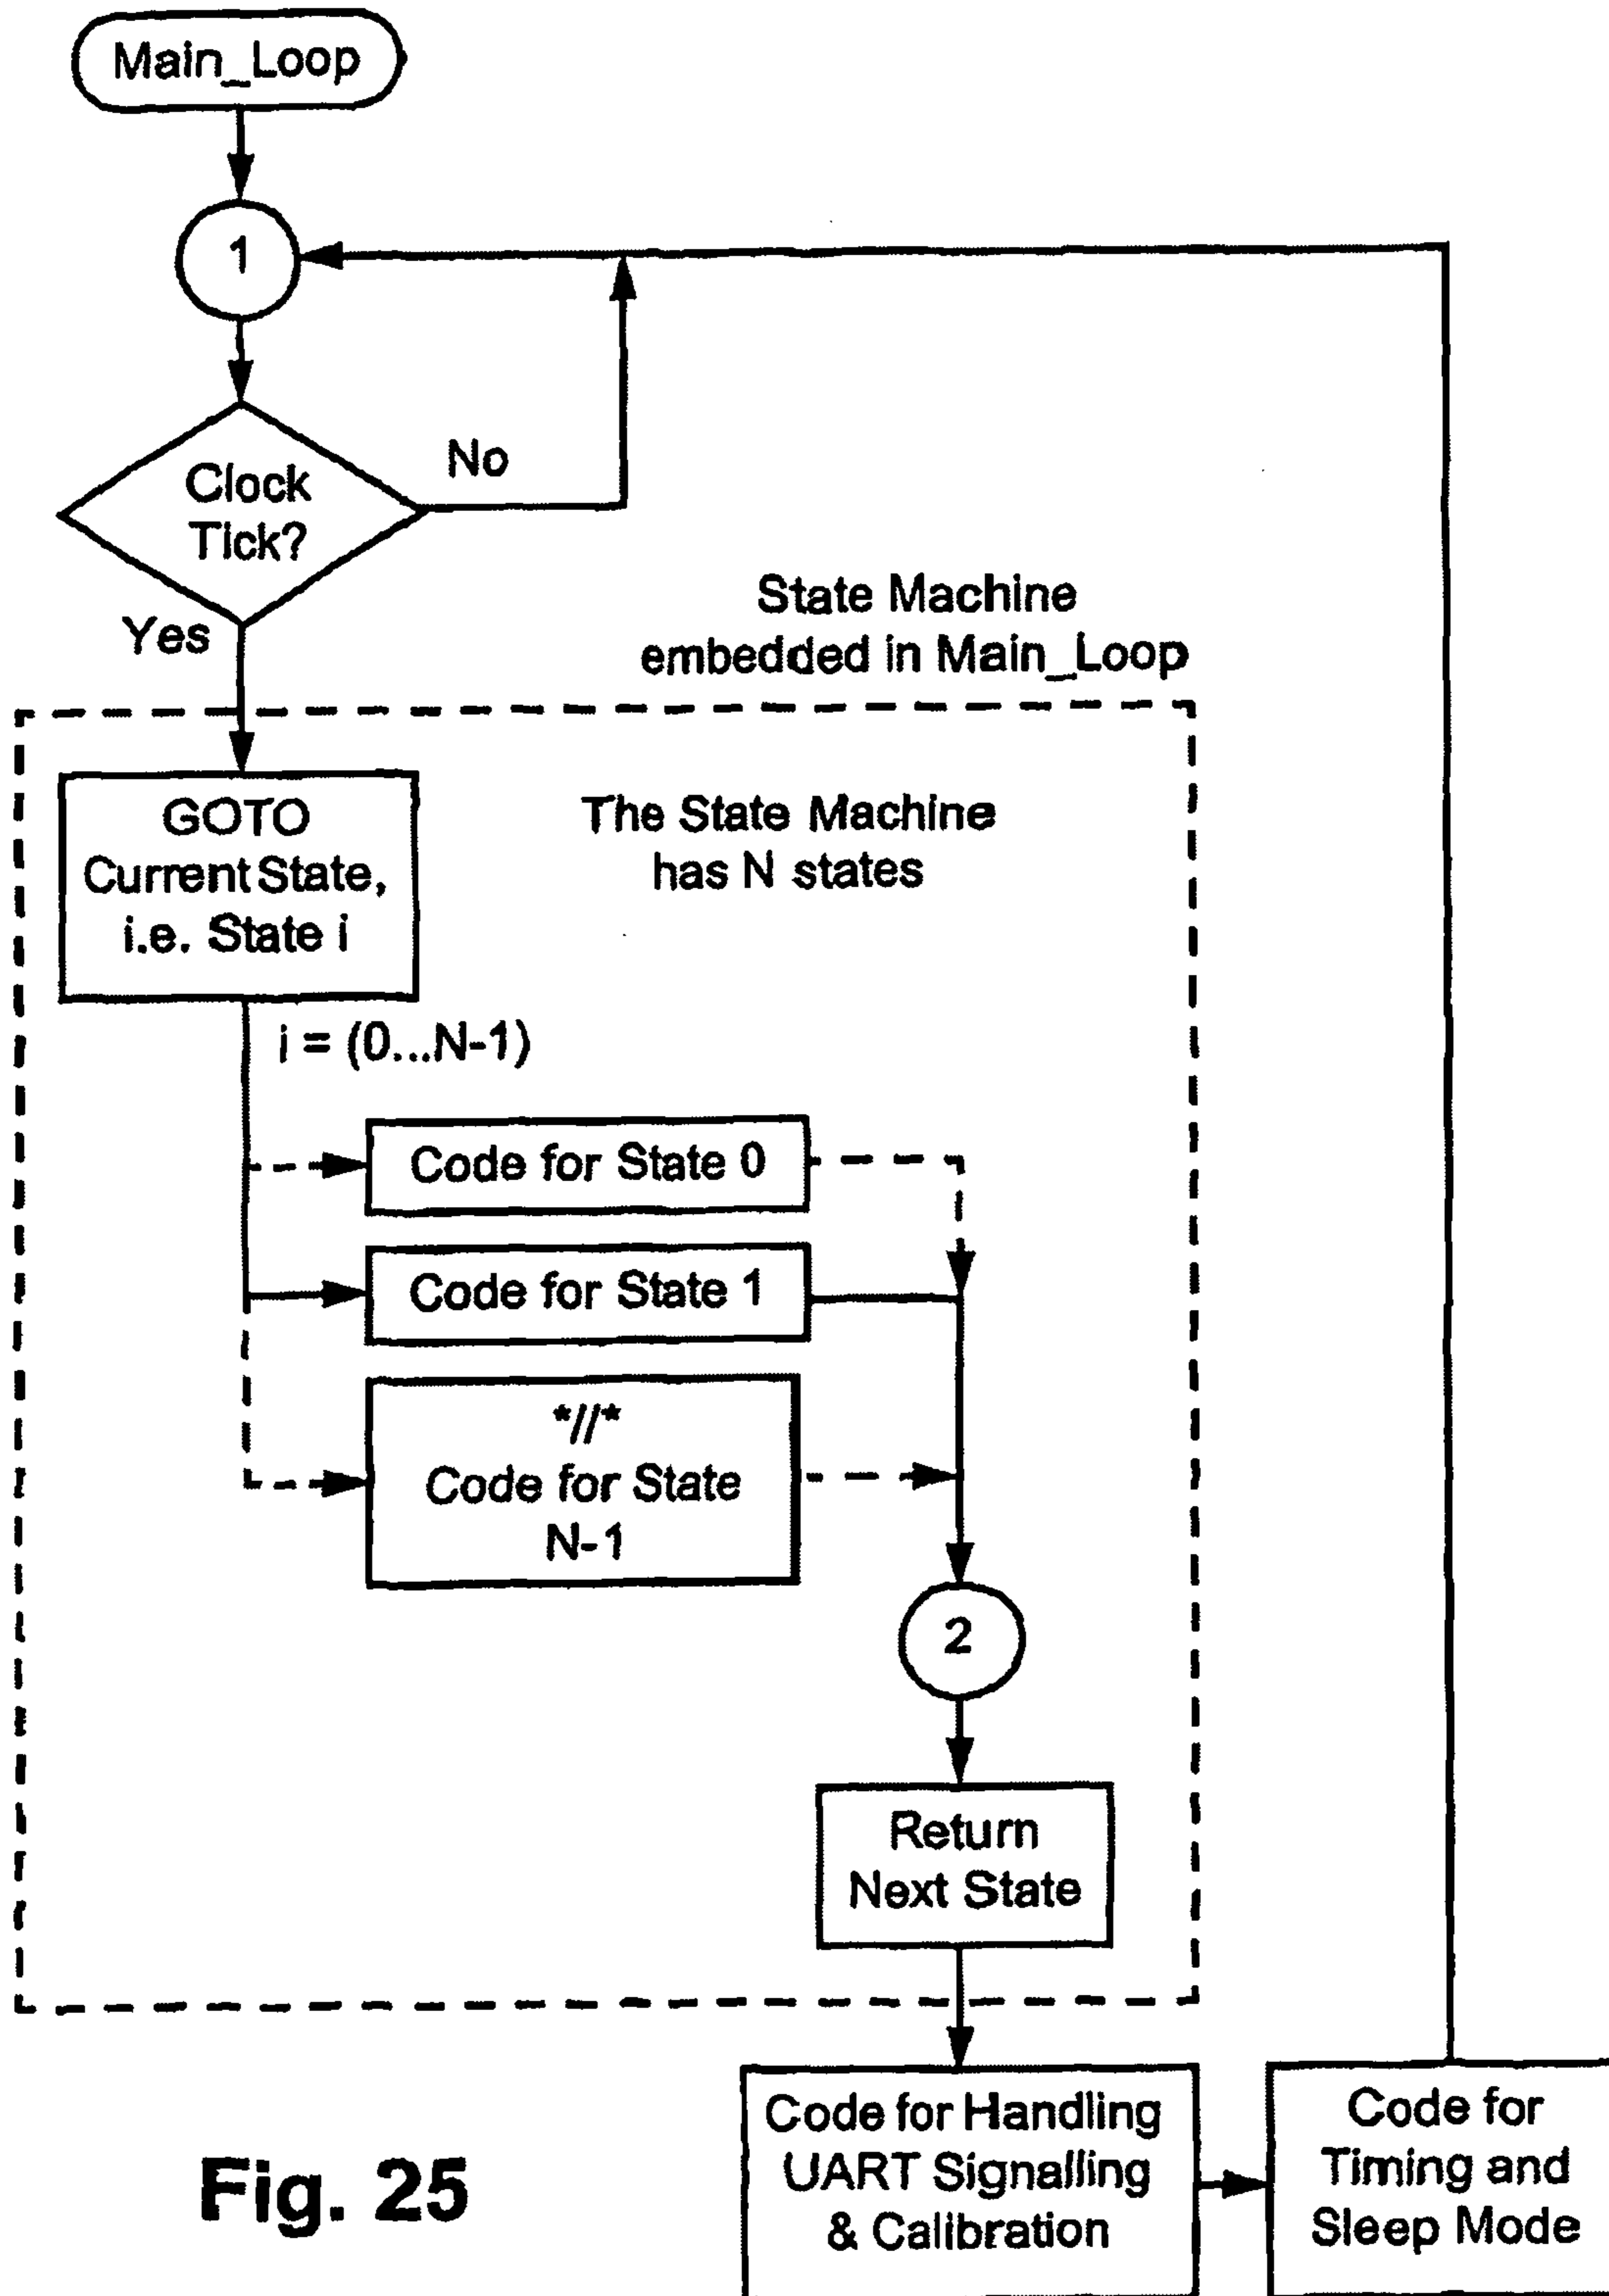 Main_Loop
1
No
Clock
Tick?
Yes
State Machine
embedded in Main_Loop
GOTO
Current State,
i.e. State i
The State Machine
has N states
i = (0...N-1)
Code for State 0
Code for State 1
*//*
Code for State
N-1
2
Return
Next State
Code for Handling
UART Signalling
& Calibration
Code for
Timing and
Sleep Mode
Fig. 25